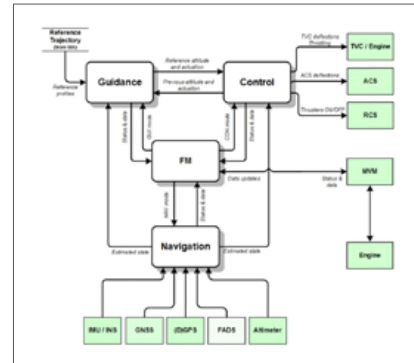 Reference
Trajectory
Reference
profiles
Guidance
Reference attitude
and actuation
Previous attitude and
actuation
Control
TVC deflections
Throttling
TVC / Engine
ACS deflections
ACS
Thrusters ON/OFF
RCS
Status & data
GUI mode
CON mode
Status & data
FM
Data updates
Status &
data
MVM
NAV mode
Status & data
Engine
Navigation
Estimated state
Estimated state
IMU / INS
GNSS
(D)GPS
FADS
Altimeter